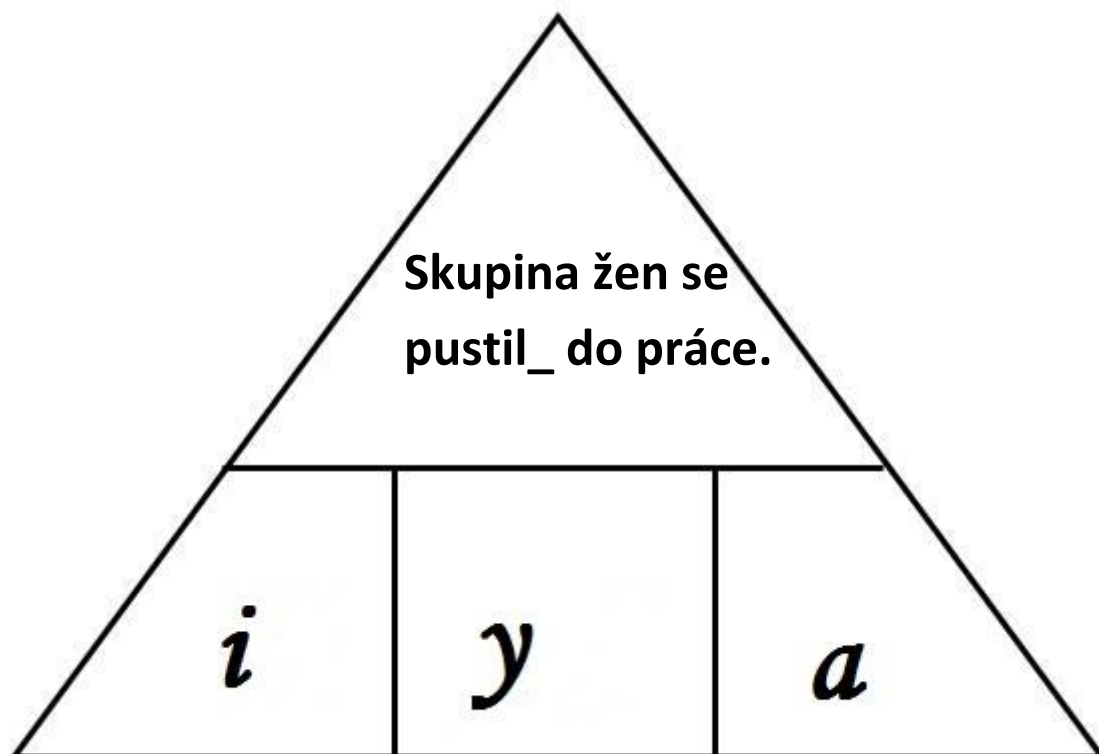 Skupina žen se
pustil_ do práce.
i y a